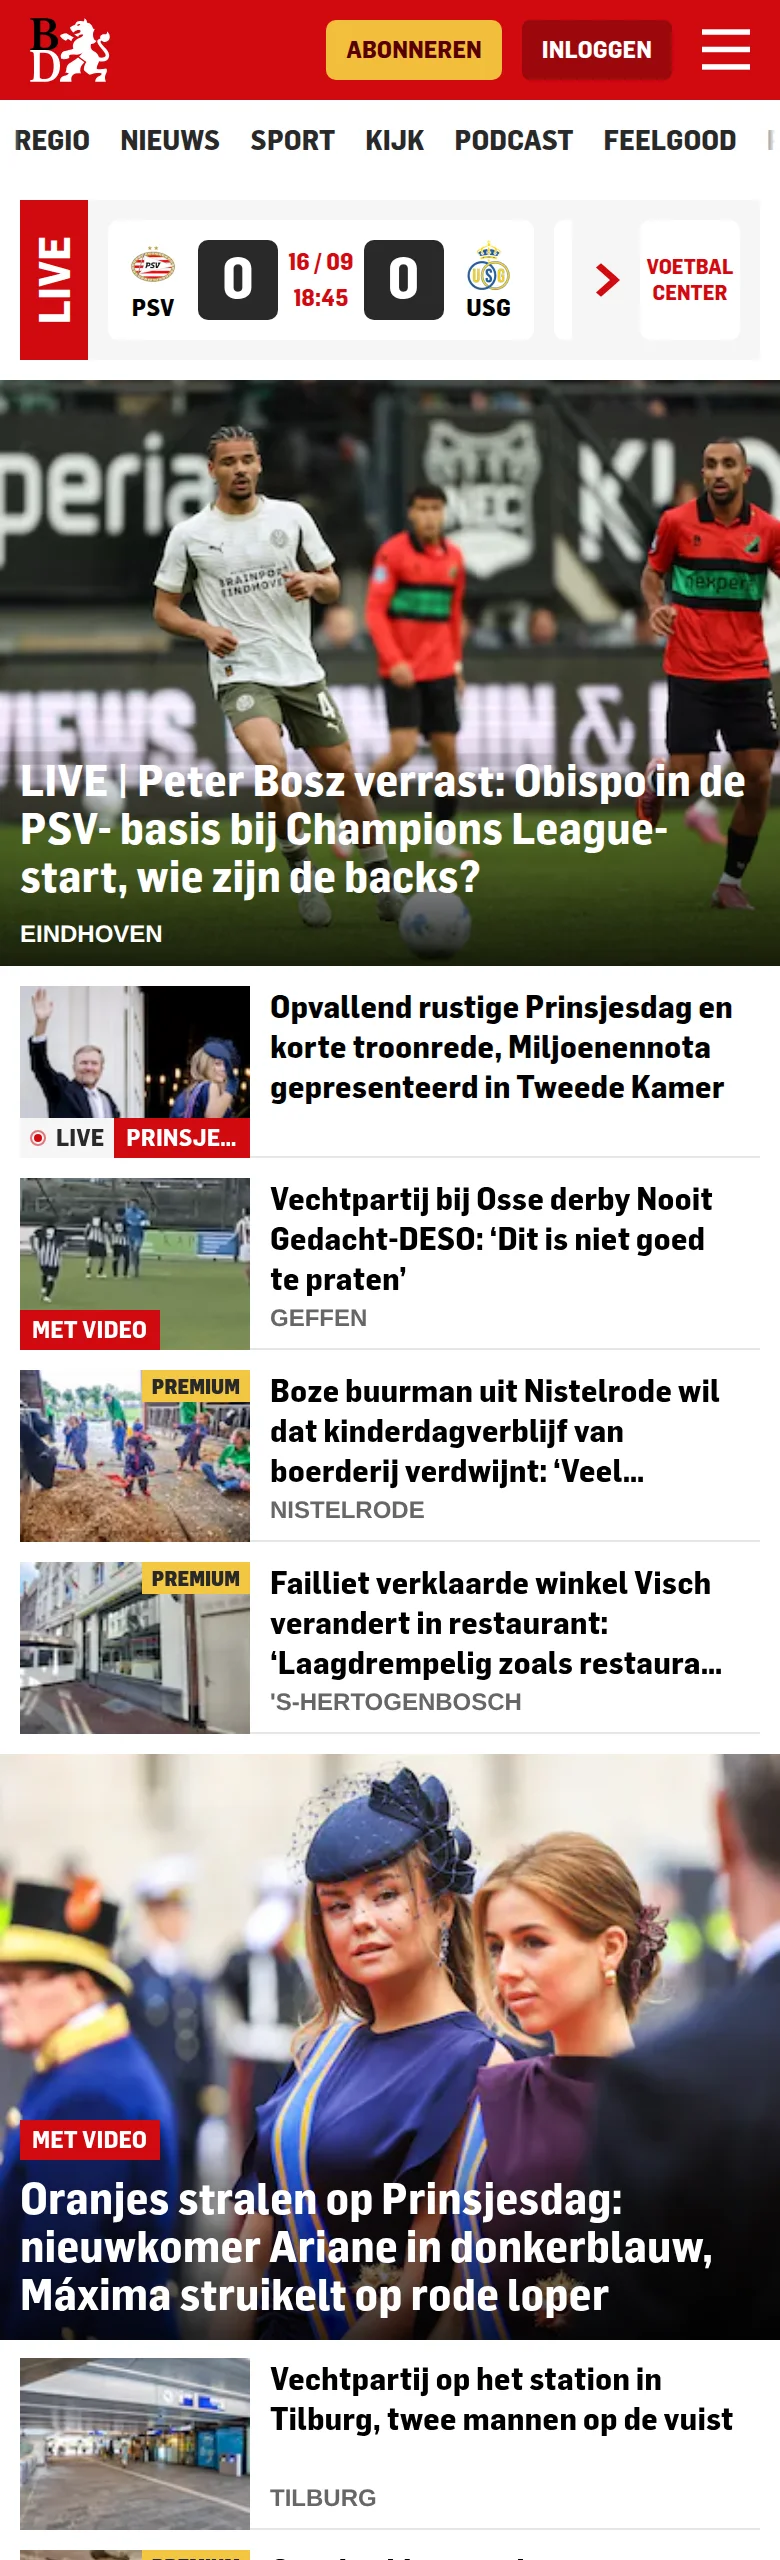 BD
ABONNEREN
INLOGGEN
REGIO NIEUWS SPORT KIJK PODCAST FEELGOOD
LIVE
PSV
0
16 / 09
18:45
0
USG
VOETBAL
CENTER
peria
NEC
BRAINPORT
EINDHOVEN
nexperia
4
LIVE | Peter Bosz verrast: Obispo in de
PSV- basis bij Champions League-
start, wie zijn de backs?
EINDHOVEN
Opvallend rustige Prinsjesdag en
korte troonrede, Miljoenennota
gepresenteerd in Tweede Kamer
LIVE PRINSJE...
Vechtpartij bij Osse derby Nooit
Gedacht-DESO: ‘Dit is niet goed
te praten’
GEFFEN
MET VIDEO
PREMIUM
Boze buurman uit Nistelrode wil
dat kinderdagverblijf van
boerderij verdwijnt: ‘Veel...
NISTELRODE
PREMIUM
Failliet verklaarde winkel Visch
verandert in restaurant:
‘Laagdrempelig zoals restaura...
'S-HERTOGENBOSCH
MET VIDEO
Oranjes stralen op Prinsjesdag:
nieuwkomer Ariane in donkerblauw,
Máxima struikelt op rode loper
Vechtpartij op het station in
Tilburg, twee mannen op de vuist
TILBURG